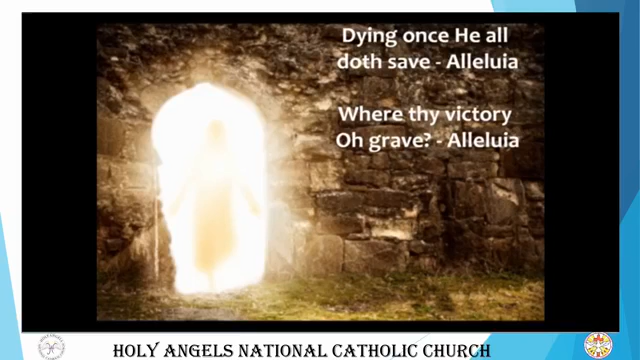 Dying once He all
doth save - Alleluia
Where thy victory
Oh grave? - Alleluia
HOLY ANGELS NATIONAL CATHOLIC CHURCH